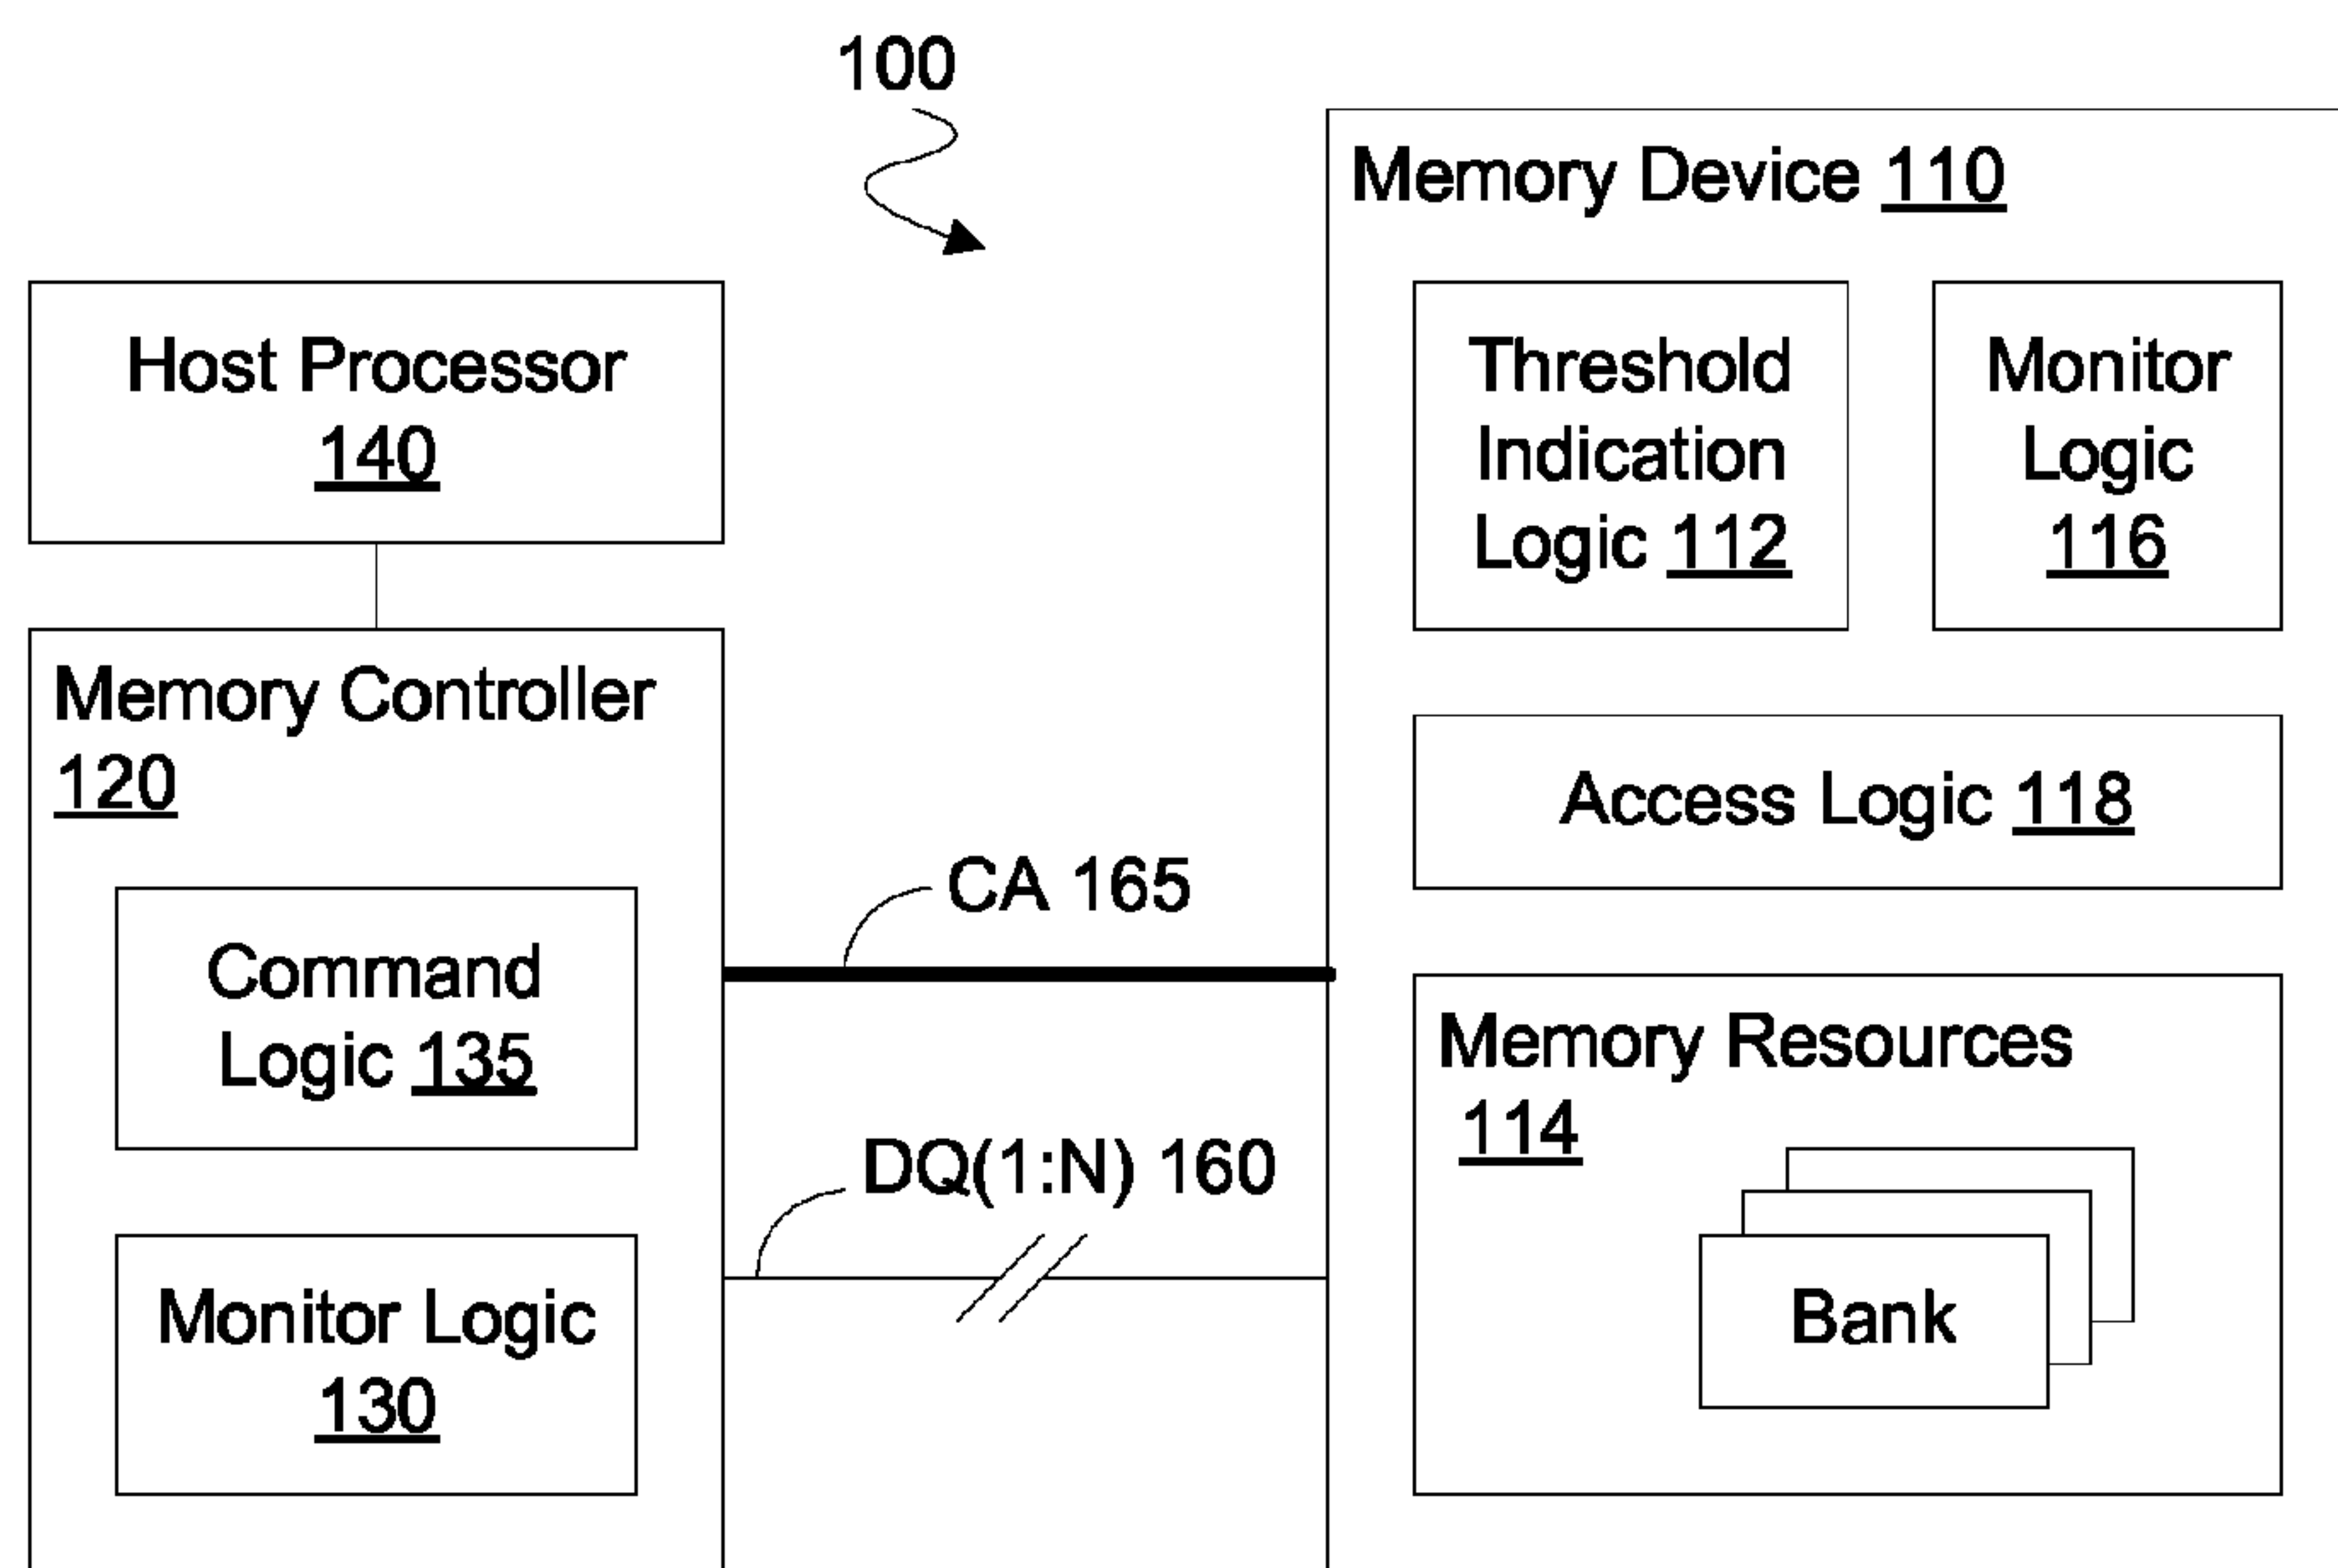 100
Host Processor
140
Memory Controller
120
Command
Logic 135
Monitor Logic
130
CA 165
DQ(1:N) 160
Memory Device 110
Threshold
Indication
Logic 112
Monitor
Logic
116
Access Logic 118
Memory Resources
114
Bank